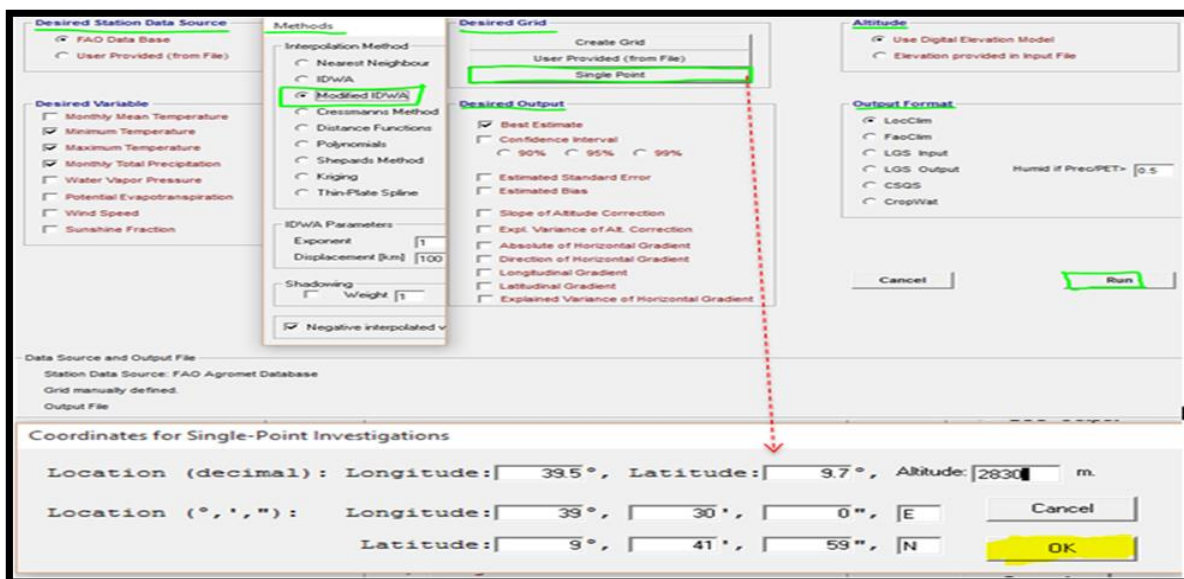 Desired Station Data Source
FAO Data Base
User Provided (from File)
Desired Variable
Monthly Mean Temperature
Minimum Temperature
Maximum Temperature
Monthly Total Precipitation
Water Vapor Pressure
Potential Evapotranspiration
Wind Speed
Sunshine Fraction
Methods
Interpolation Method
Nearest Neighbour
IDWA
Modified IDWA
Cressmanns Method
Distance Functions
Polynomials
Shepards Method
Kriging
Thin-Plate Spline
IDWA Parameters
Exponent 1
Displacement [km] 100
Shadowing
Weight 1
Negative interpolated v
Desired Grid
Create Grid
User Provided (from File)
Single Point
Desired Output
Best Estimate
Confidence Interval
90% 95% 99%
Estimated Standard Error
Estimated Bias
Slope of Altitude Correction
Expl. Variance of Alt. Correction
Absolute of Horizontal Gradient
Direction of Horizontal Gradient
Longitudinal Gradient
Latitudinal Gradient
Explained Variance of Horizontal Gradient
Altitude
Use Digital Elevation Model
Elevation provided in Input File
Output Format
LocClim
FaoClim
LGS Input
LGS Output Humid if Prec/PET> 0.5
CSQS
CropWat
Cancel Run
Data Source and Output File
Station Data Source: FAO Agromet Database
Grid manually defined.
Output File
Coordinates for Single-Point Investigations
Location (decimal): Longitude: 39.5°, Latitude: 9.7°, Altitude: 2830 m.
Location (°,',"): Longitude: 39°, 30', 0", E Cancel
Latitude: 9°, 41', 59", N OK